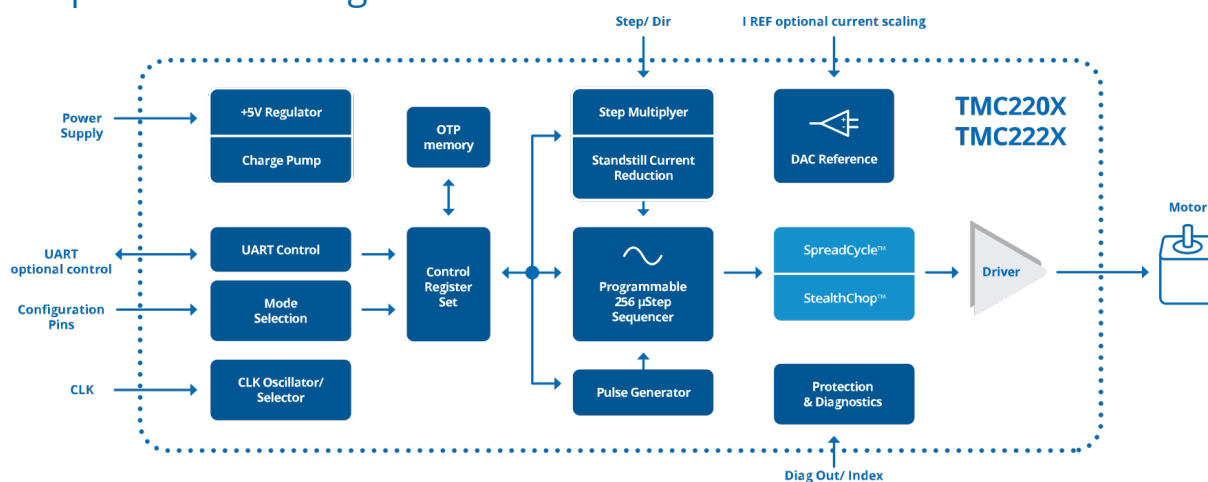 Step/ Dir
I REF optional current scaling
TMC220X
TMC222X
Power
Supply
+5V Regulator
Charge Pump
OTP
memory
Step Multiplyer
Standstill Current
Reduction
DAC Reference
Motor
UART
optional control
UART Control
Control
Register
Set
Programmable
256 µStep
Sequencer
SpreadCycle™
StealthChop™
Driver
Configuration
Pins
Mode
Selection
CLK
CLK Oscillator/
Selector
Pulse Generator
Protection
& Diagnostics
Diag Out/ Index